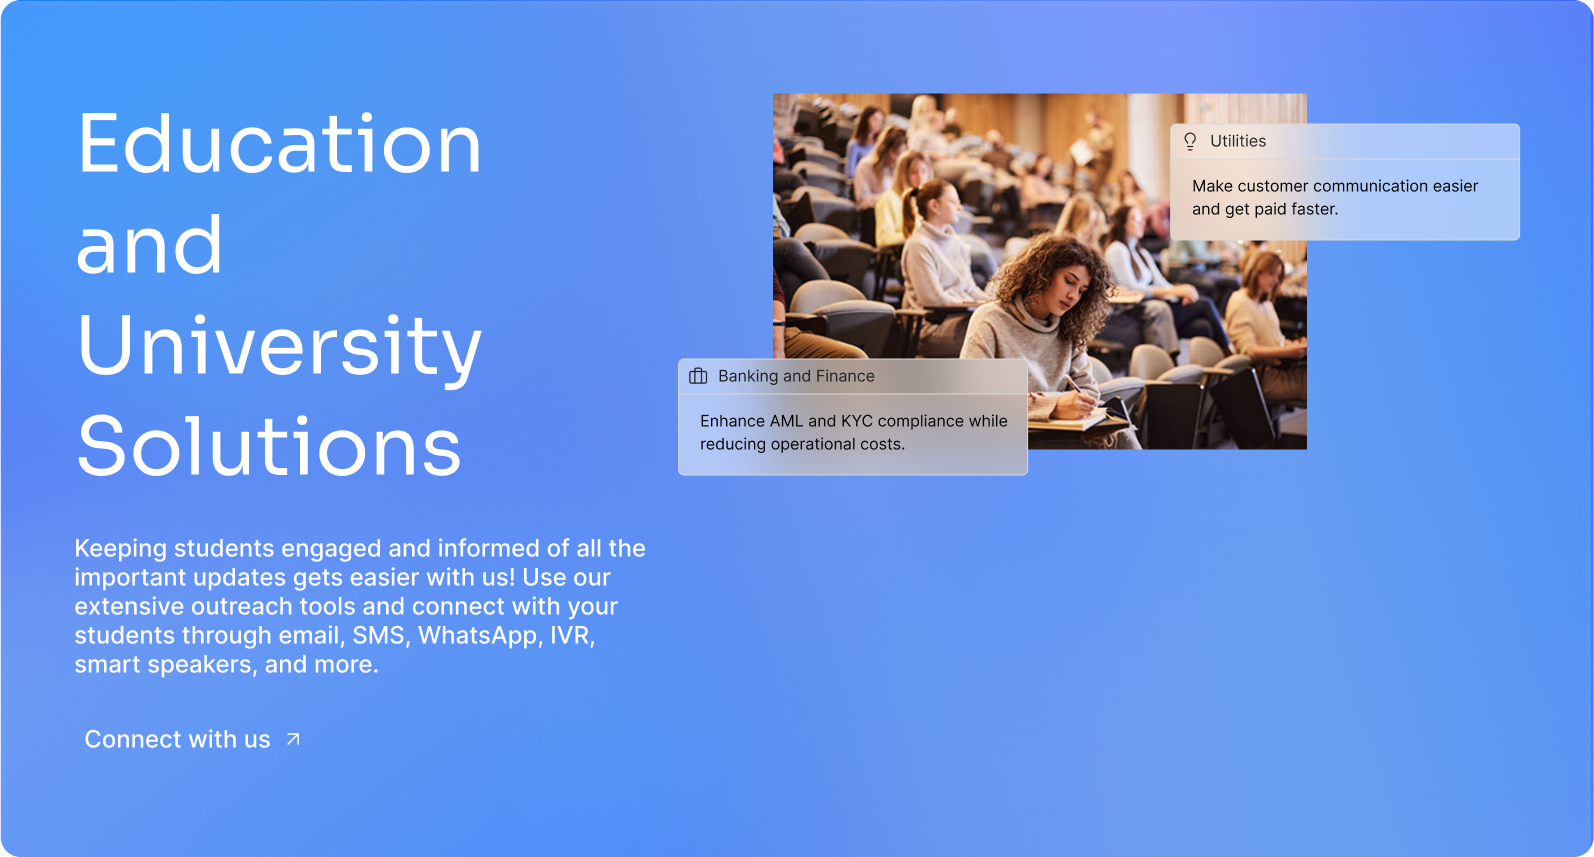 Education
and
University
Solutions
Keeping students engaged and informed of all the
important updates gets easier with us! Use our
extensive outreach tools and connect with your
students through email, SMS, WhatsApp, IVR,
smart speakers, and more.
Connect with us
Utilities
Make customer communication easier
and get paid faster.
Banking and Finance
Enhance AML and KYC compliance while
reducing operational costs.